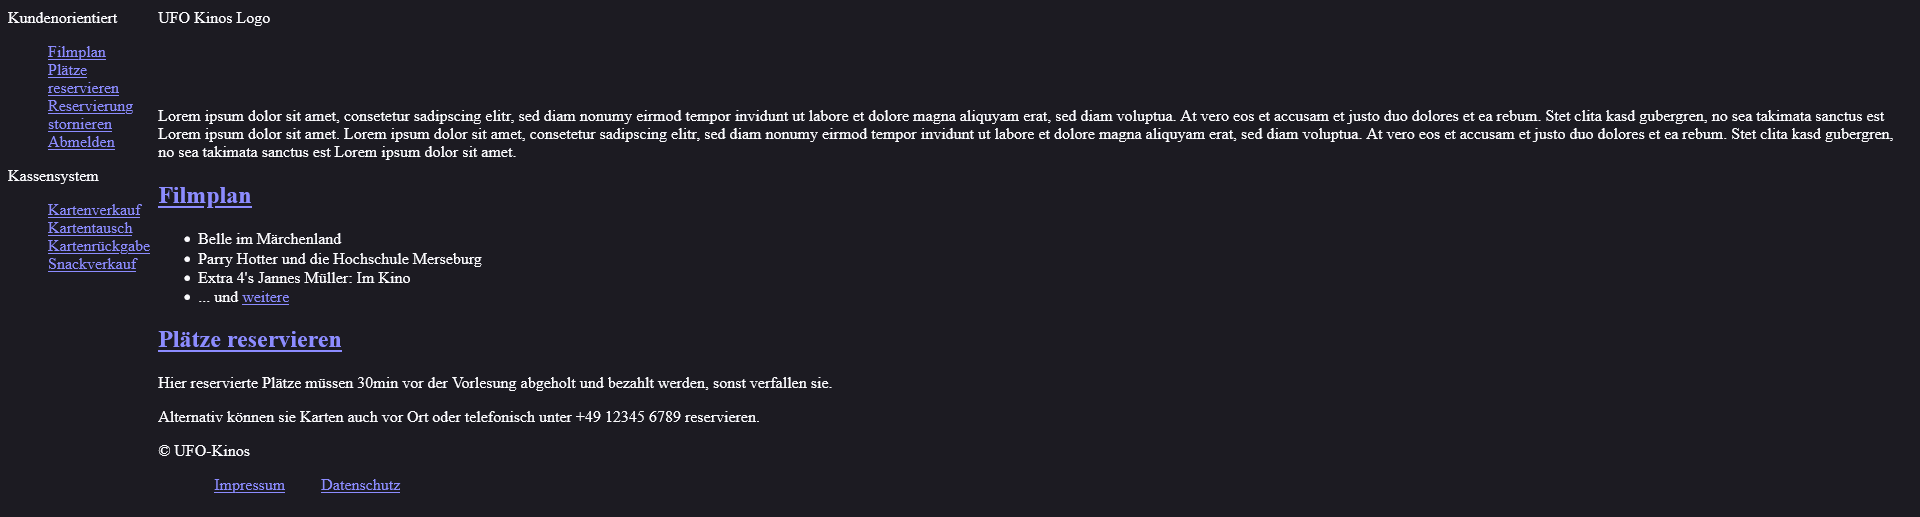 Kundenorientiert
Filmplan
Plätze
reservieren
Reservierung
stornieren
Abmelden
Kassensystem
Kartenverkauf
Kartentausch
Kartenrückgabe
Snackverkauf
UFO Kinos Logo
Lorem ipsum dolor sit amet, consetetur sadipscing elitr, sed diam nonumy eirmod tempor invidunt ut labore et dolore magna aliquyam erat, sed diam voluptua. At vero eos et accusam et justo duo dolores et ea rebum. Stet clita kasd gubergren, no sea takimata sanctus est
Lorem ipsum dolor sit amet. Lorem ipsum dolor sit amet, consetetur sadipscing elitr, sed diam nonumy eirmod tempor invidunt ut labore et dolore magna aliquyam erat, sed diam voluptua. At vero eos et accusam et justo duo dolores et ea rebum. Stet clita kasd gubergren,
no sea takimata sanctus est Lorem ipsum dolor sit amet.
Filmplan
• Belle im Märchenland
• Parry Hotter und die Hochschule Merseburg
• Extra 4's Jannes Müller: Im Kino
• ... und weitere
Plätze reservieren
Hier reservierte Plätze müssen 30min vor der Vorlesung abgeholt und bezahlt werden, sonst verfallen sie.
Alternativ können sie Karten auch vor Ort oder telefonisch unter +49 12345 6789 reservieren.
© UFO-Kinos
Impressum Datenschutz